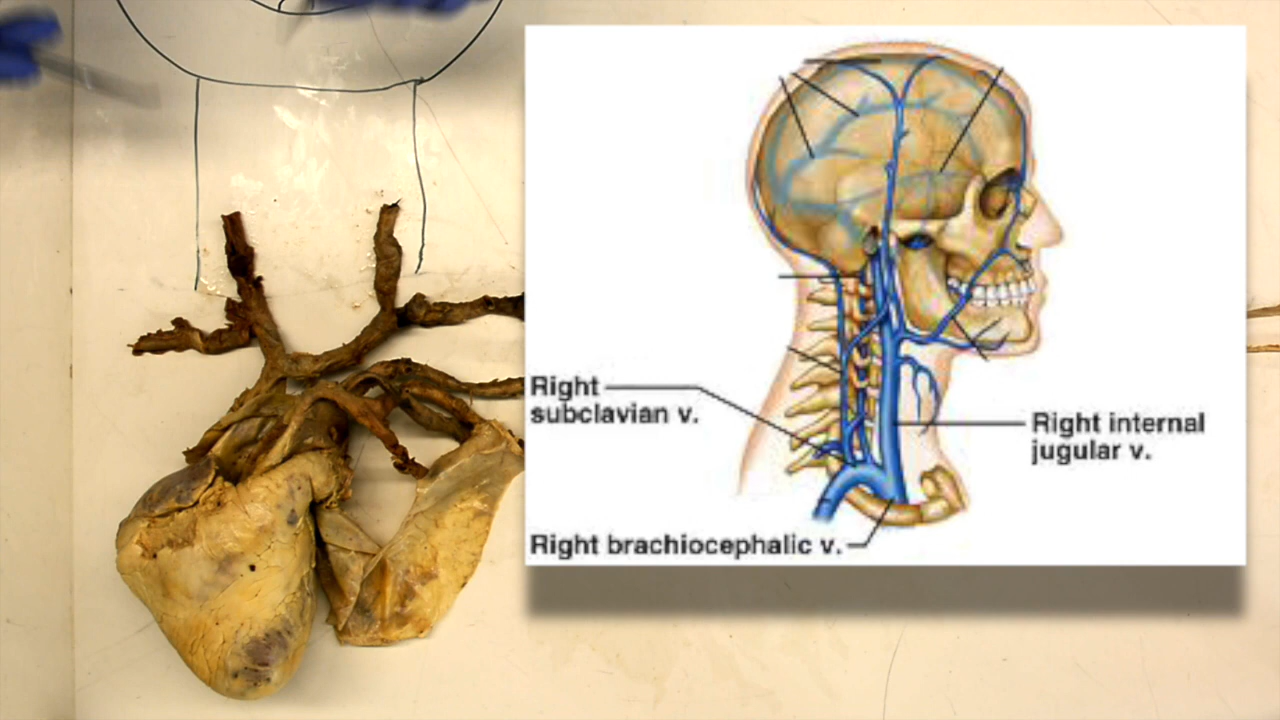 Right
subclavian v.
Right internal
jugular v.
Right brachiocephalic v.